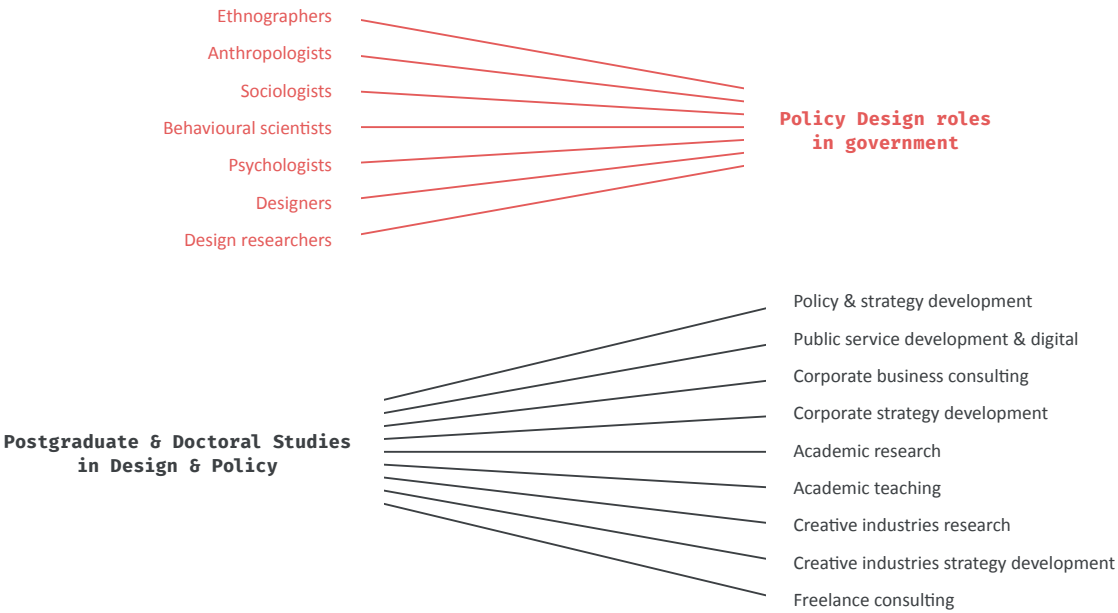 Ethnographers
Anthropologists
Sociologists
Behavioural scientists
Psychologists
Designers
Design researchers
Policy Design roles
in government
Postgraduate & Doctoral Studies
in Design & Policy
Policy & strategy development
Public service development & digital
Corporate business consulting
Corporate strategy development
Academic research
Academic teaching
Creative industries research
Creative industries strategy development
Freelance consulting